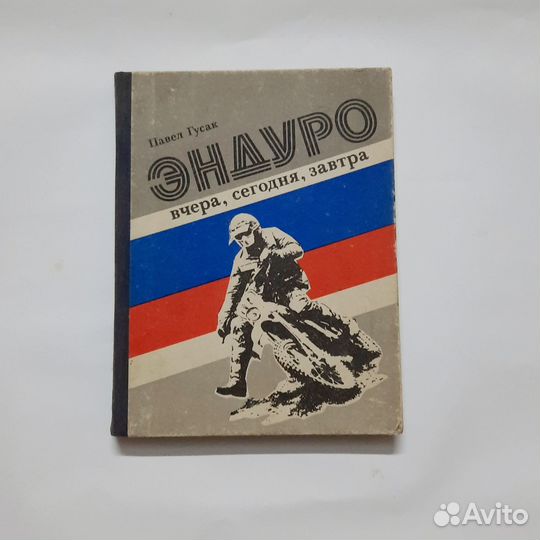 Павел Гусак
ЭНДУРО
вчера, сегодня, завтра
Avito